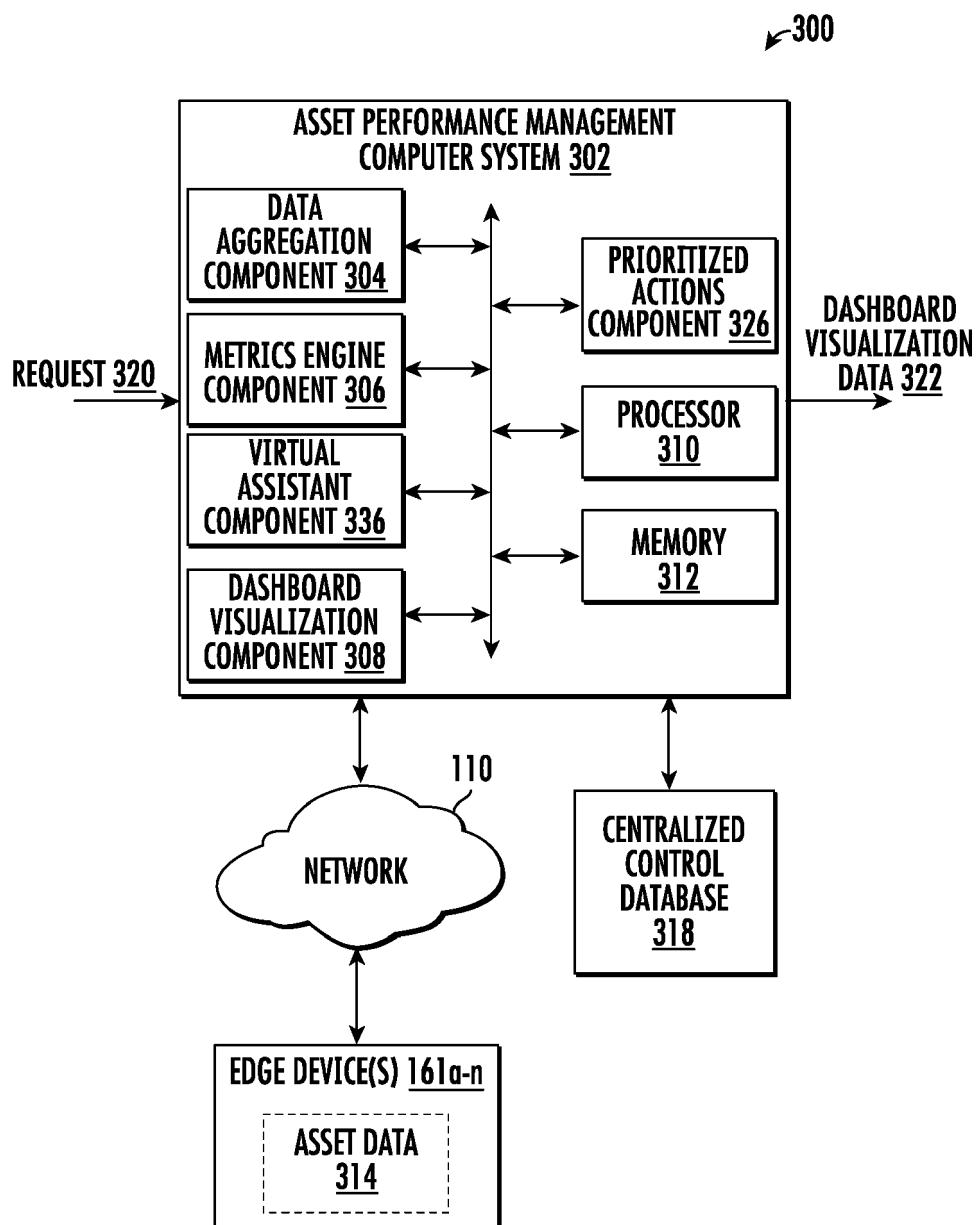 300
ASSET PERFORMANCE MANAGEMENT
COMPUTER SYSTEM 302
DATA
AGGREGATION
COMPONENT 304
METRICS ENGINE
COMPONENT 306
VIRTUAL
ASSISTANT
COMPONENT 336
DASHBOARD
VISUALIZATION
COMPONENT 308
PRIORITIZED
ACTIONS
COMPONENT 326
PROCESSOR
310
MEMORY
312
REQUEST 320
DASHBOARD
VISUALIZATION
DATA 322
110
NETWORK
CENTRALIZED
CONTROL
DATABASE
318
EDGE DEVICE(S) 161a-n
ASSET DATA
314